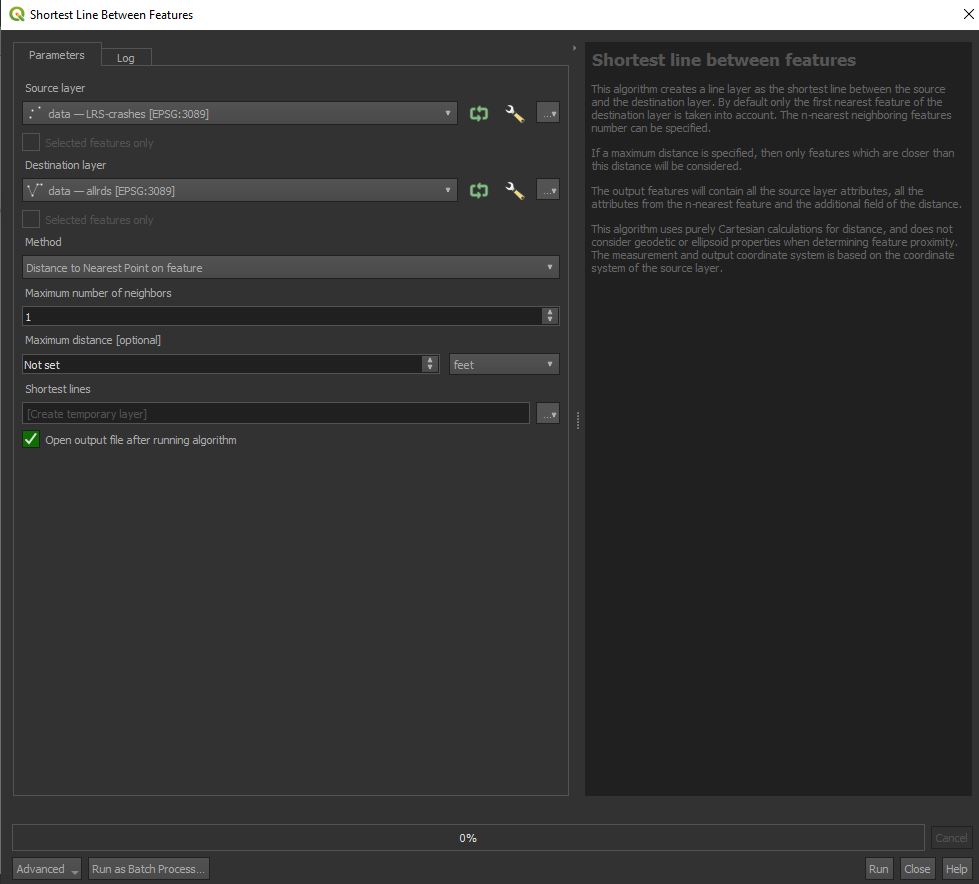 Shortest Line Between Features
Parameters
Log
Source layer
data — LRS-crashes [EPSG:3089]
...
Selected features only
Destination layer
data — allrds [EPSG:3089]
...
Selected features only
Method
Distance to Nearest Point on feature
Maximum number of neighbors
1
Maximum distance [optional]
Not set
feet
Shortest lines
[Create temporary layer]
...
Open output file after running algorithm
Shortest line between features
This algorithm creates a line layer as the shortest line between the source
and the destination layer. By default only the first nearest feature of the
destination layer is taken into account. The n-nearest neighboring features
number can be specified.
If a maximum distance is specified, then only features which are closer than
this distance will be considered.
The output features will contain all the source layer attributes, all the
attributes from the n-nearest feature and the additional field of the distance.
This algorithm uses purely Cartesian calculations for distance, and does not
consider geodetic or ellipsoid properties when determining feature proximity.
The measurement and output coordinate system is based on the coordinate
system of the source layer.
0%
Cancel
Advanced
Run as Batch Process...
Run
Close
Help